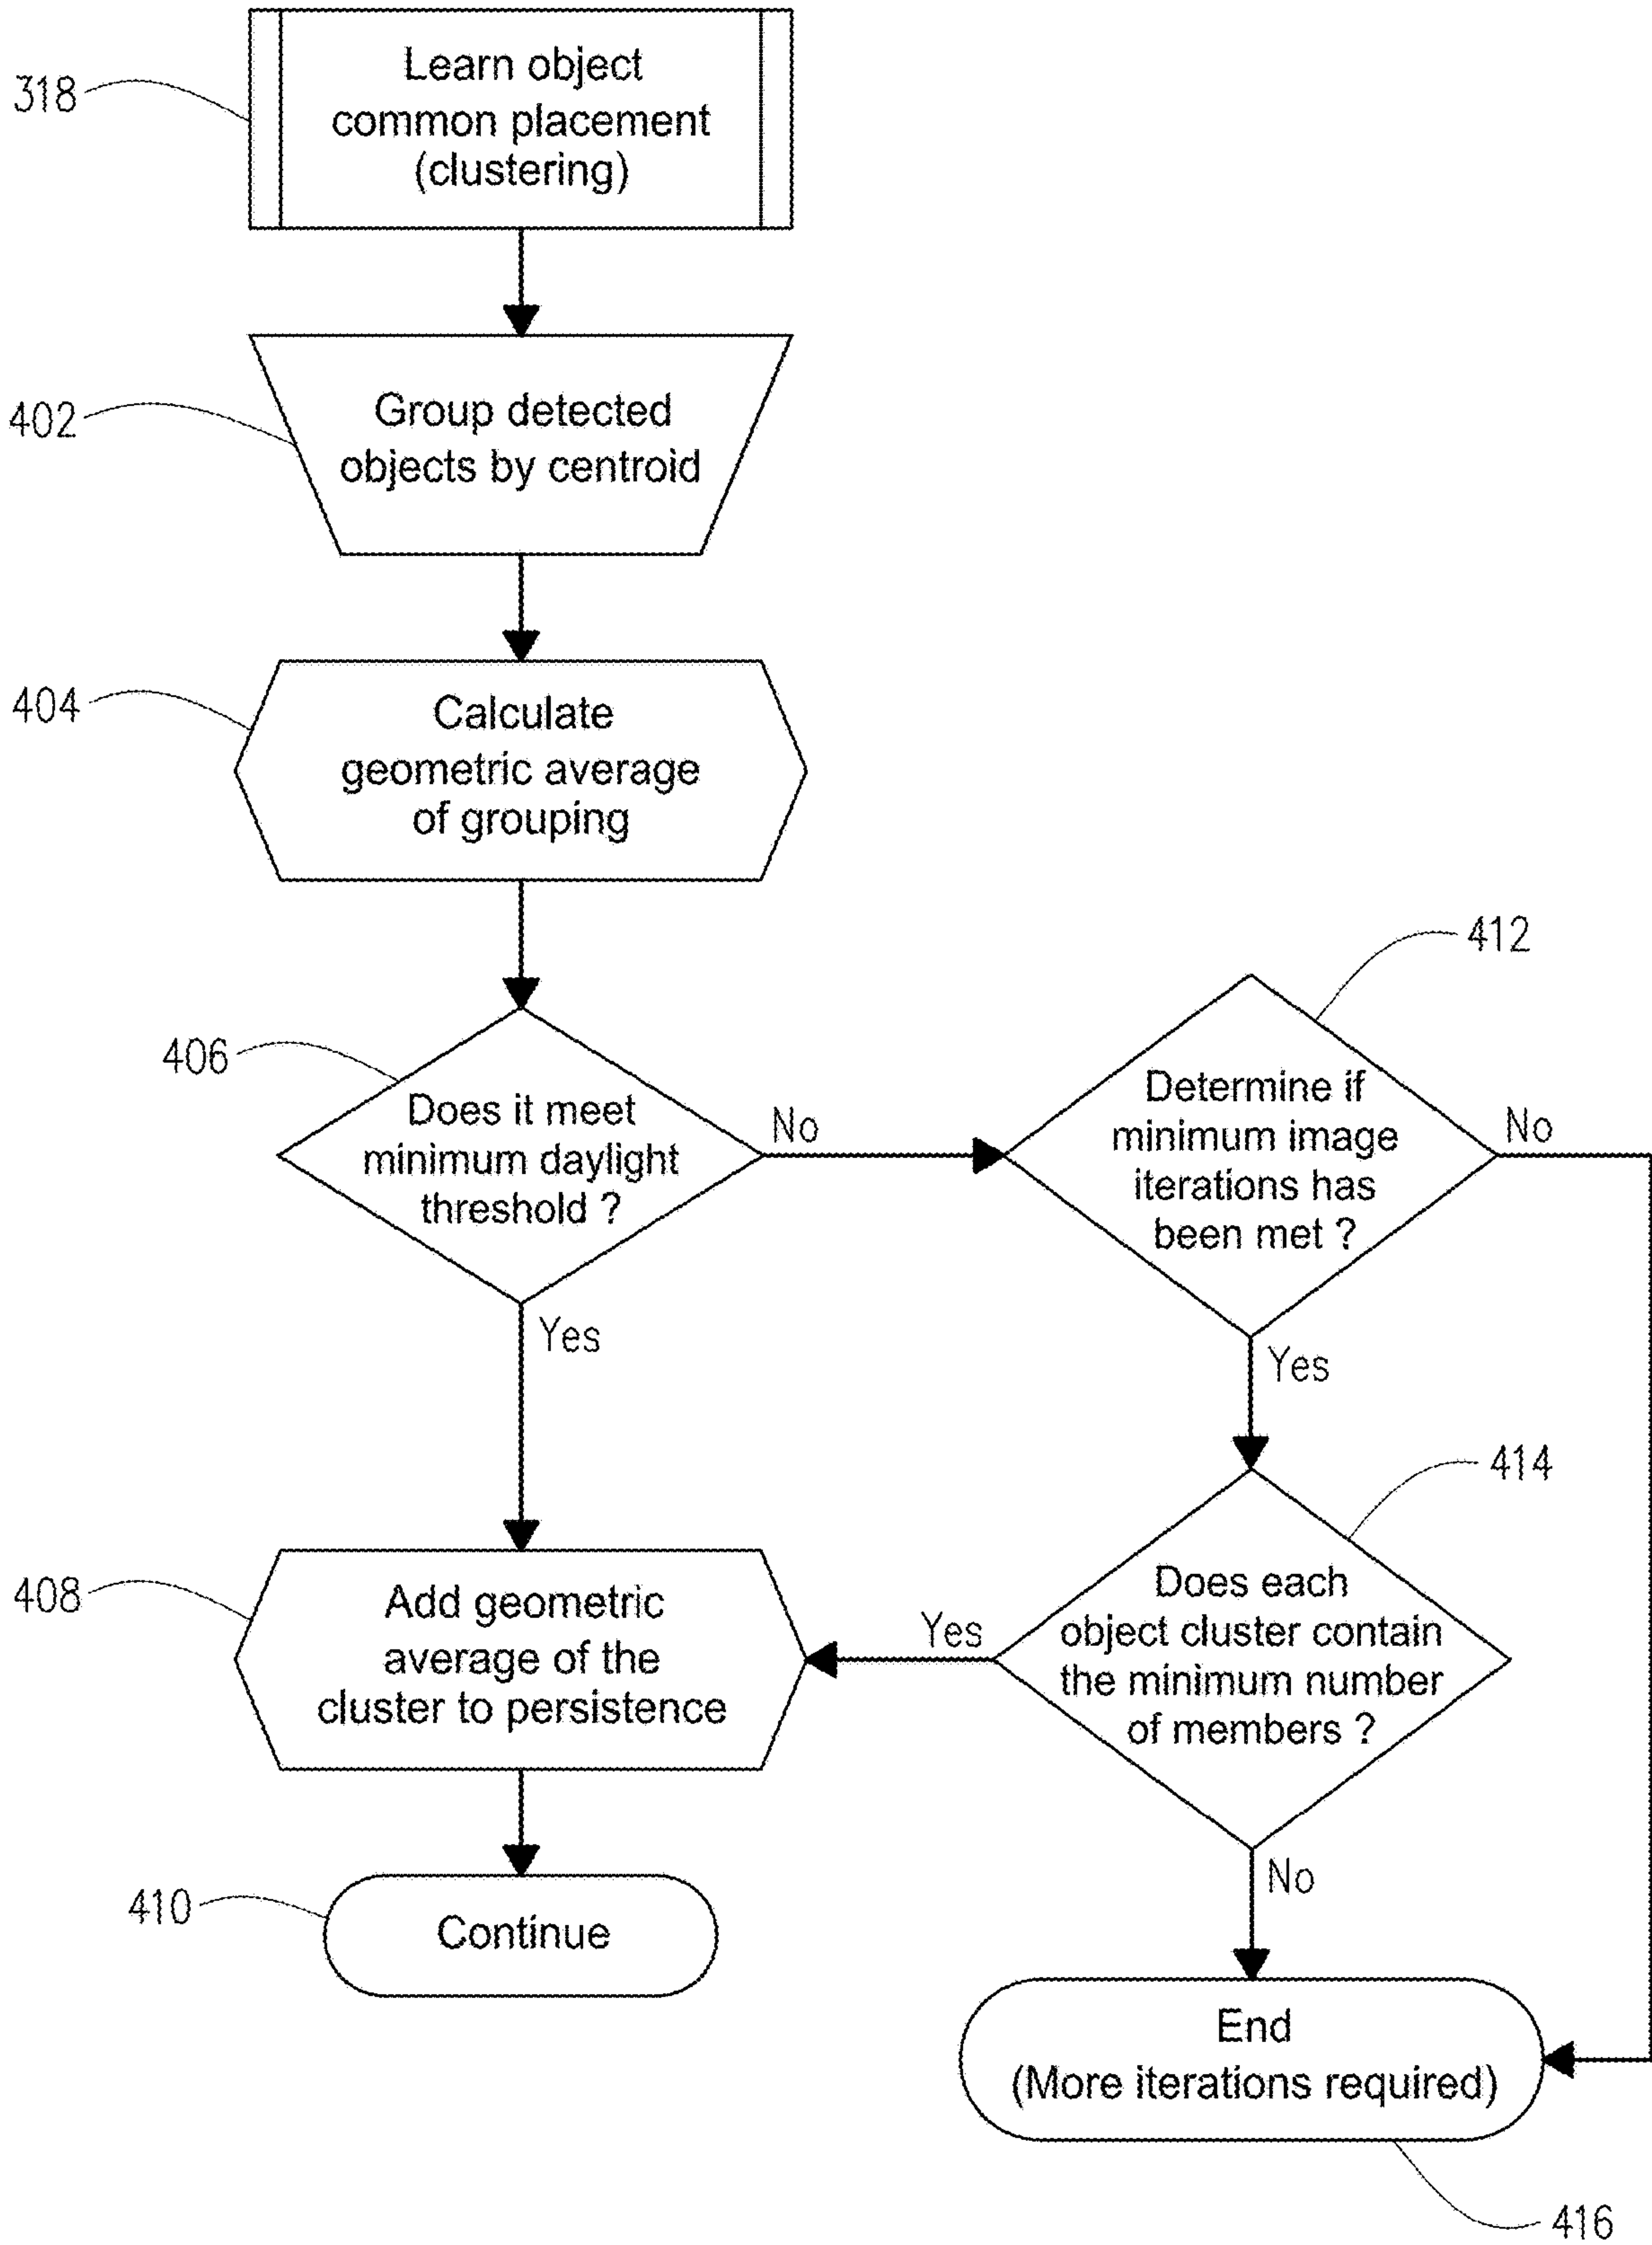 318
Learn object
common placement
(clustering)
402
Group detected
objects by centroid
404
Calculate
geometric average
of grouping
406
Does it meet
minimum daylight
threshold ?
No
Yes
412
Determine if
minimum image
iterations has
been met ?
No
Yes
414
Does each
object cluster contain
the minimum number
of members ?
Yes
No
408
Add geometric
average of the
cluster to persistence
410
Continue
End
(More iterations required)
416